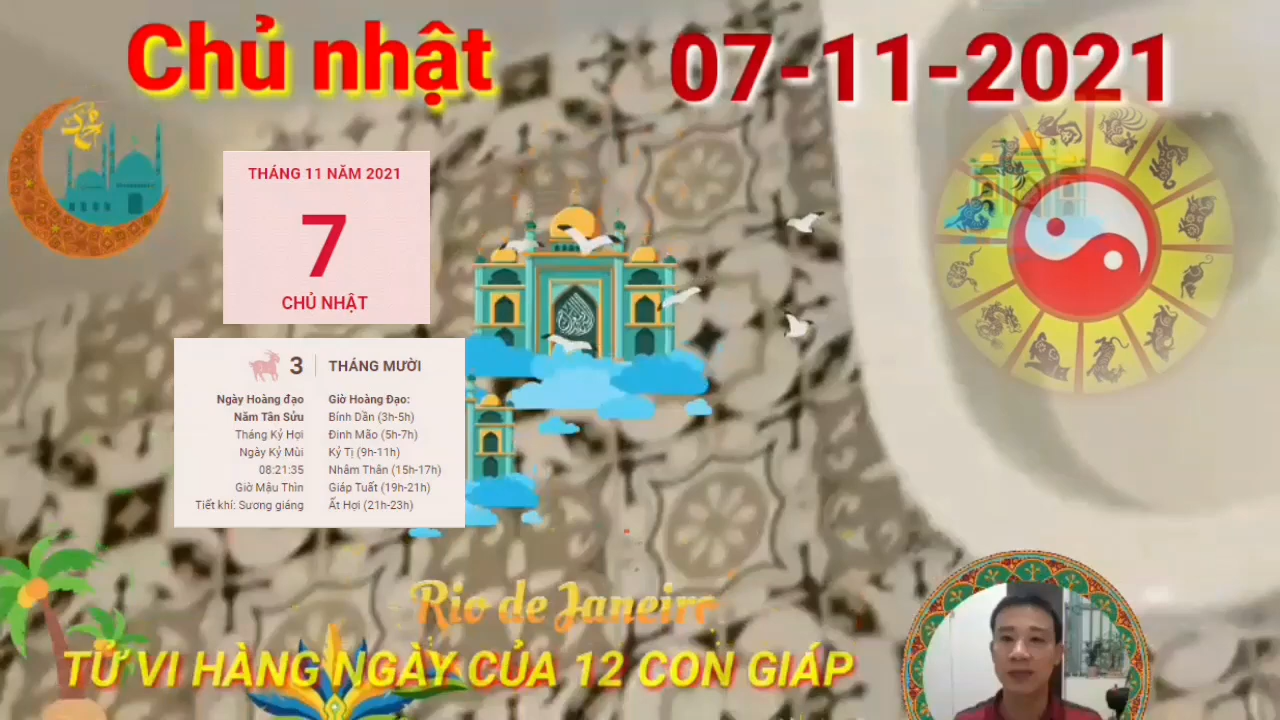 Chủ nhật
07-11-2021
THÁNG 11 NĂM 2021
7
CHỦ NHẬT
3
THÁNG MƯỜI
Ngày Hoàng đạo
Năm Tân Sửu
Tháng Kỷ Hợi
Ngày Kỷ Mùi
08:21:35
Giờ Mậu Thìn
Tiết khí: Sương giáng
Giờ Hoàng Đạo:
Bính Dần (3h-5h)
Đinh Mão (5h-7h)
Kỷ Tị (9h-11h)
Nhâm Thân (15h-17h)
Giáp Tuất (19h-21h)
Ất Hợi (21h-23h)
Rio de Janeiro
TỬ VI HÀNG NGÀY CỦA 12 CON GIÁP